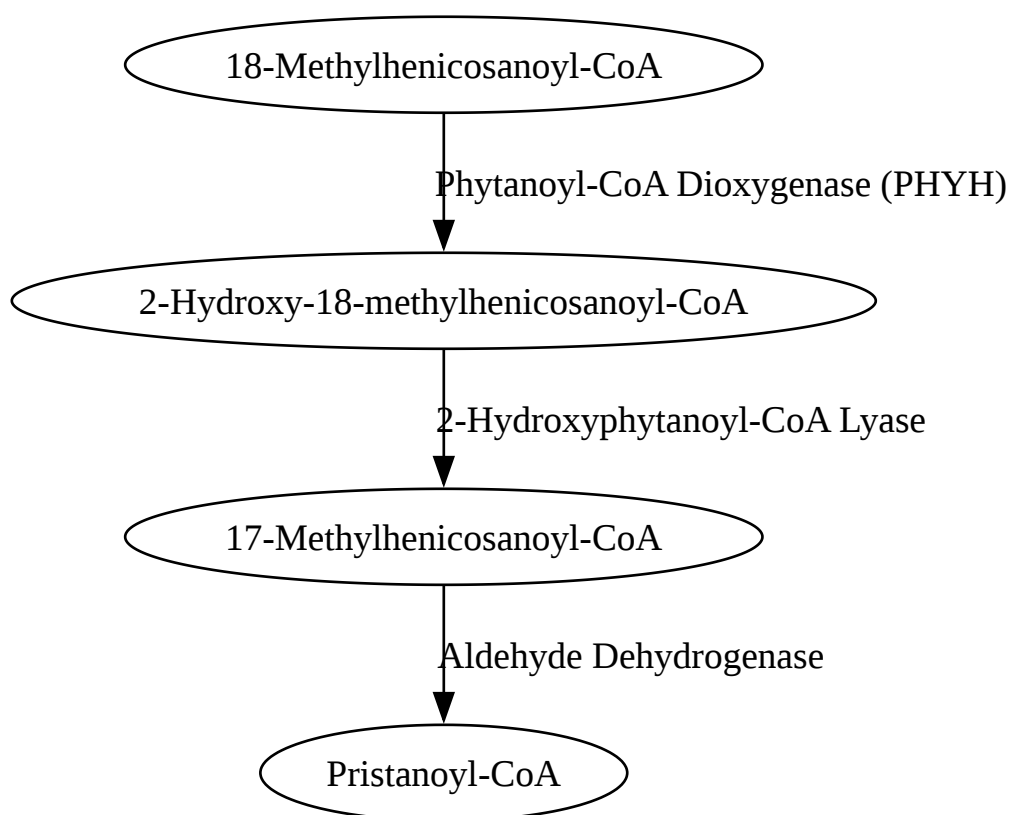 18-Methylhenicosanoyl-CoA
Phytanoyl-CoA Dioxygenase (PHYH)
2-Hydroxy-18-methylhenicosanoyl-CoA
2-Hydroxyphytanoyl-CoA Lyase
17-Methylhenicosanoyl-CoA
Aldehyde Dehydrogenase
Pristanoyl-CoA